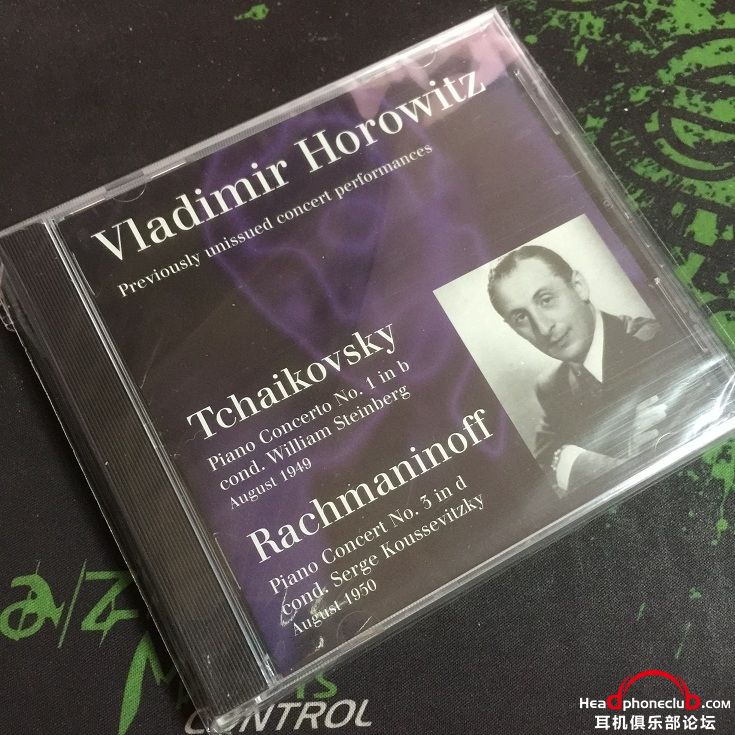 Vladimir Horowitz
Previously unissued concert performances
Tchaikovsky
Piano Concerto No. 1 in b
cond. William Steinberg
August 1949
Rachmaninoff
Piano Concert No. 3 in d
cond. Serge Koussevitzky
August 1950
CONTROL
Headphoneclub.com
耳机俱乐部论坛